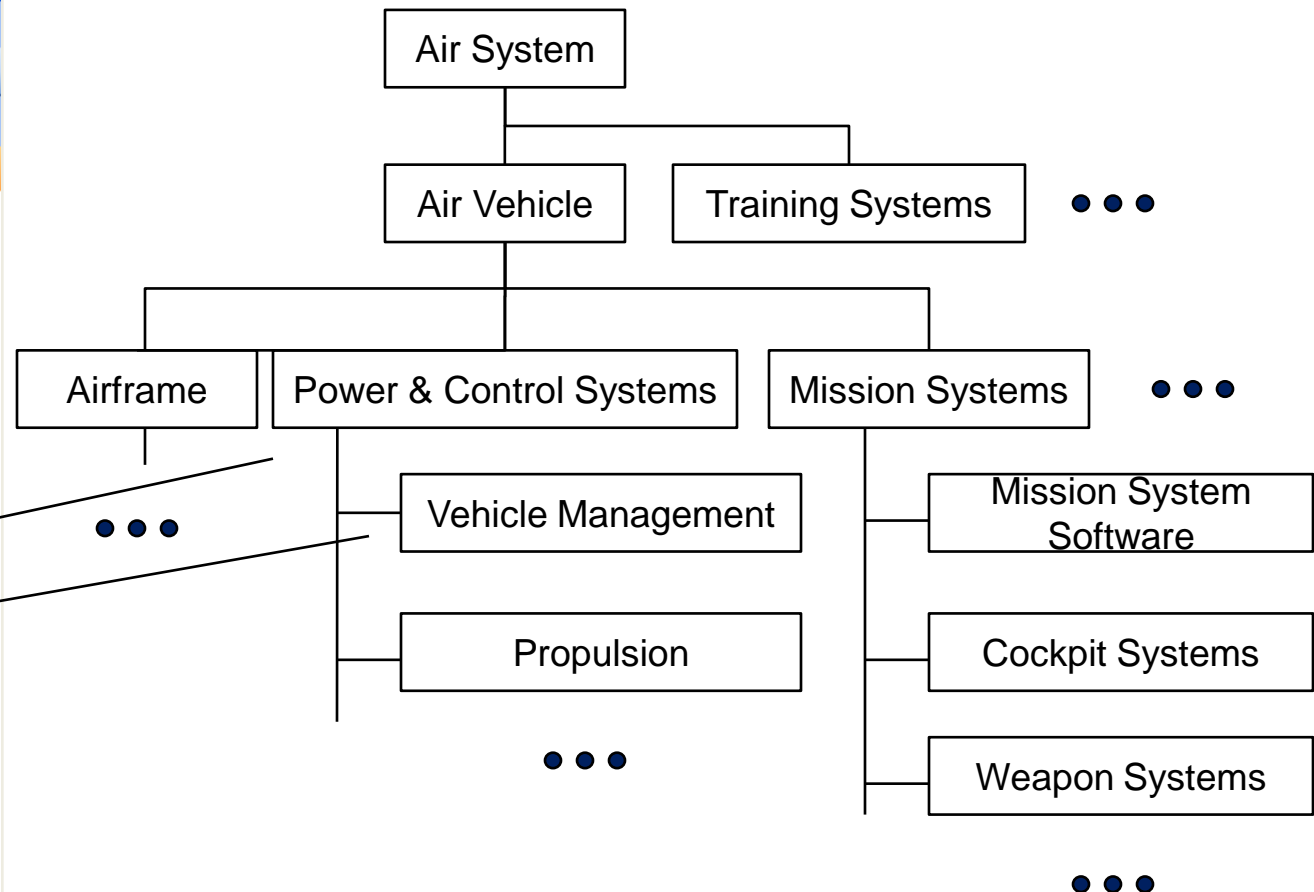 Air System
Air Vehicle
Training Systems
Airframe
Power & Control Systems
Mission Systems
Vehicle Management
Mission System
Software
Propulsion
Cockpit Systems
Weapon Systems